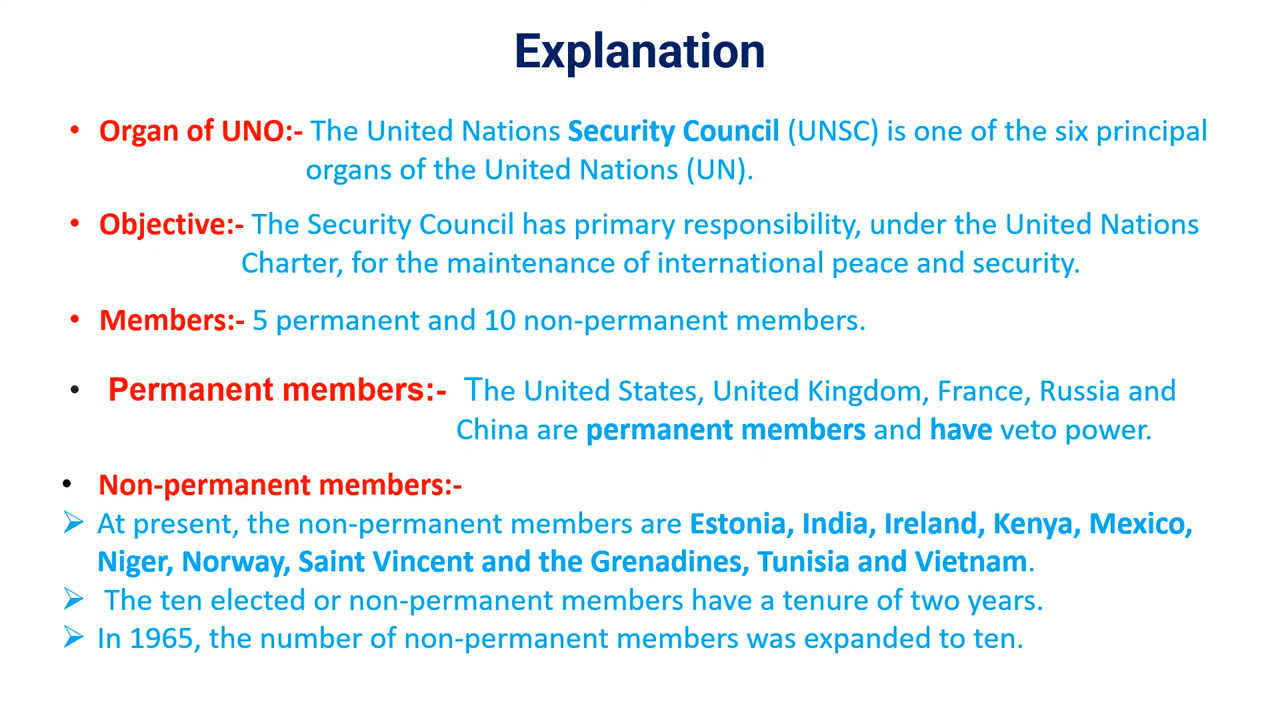 Explanation
• Organ of UNO:- The United Nations Security Council (UNSC) is one of the six principal
organs of the United Nations (UN).
• Objective:- The Security Council has primary responsibility, under the United Nations
Charter, for the maintenance of international peace and security.
• Members:- 5 permanent and 10 non-permanent members.
• Permanent members:- The United States, United Kingdom, France, Russia and
China are permanent members and have veto power.
• Non-permanent members:-
➢ At present, the non-permanent members are Estonia, India, Ireland, Kenya, Mexico,
Niger, Norway, Saint Vincent and the Grenadines, Tunisia and Vietnam.
➢ The ten elected or non-permanent members have a tenure of two years.
➢ In 1965, the number of non-permanent members was expanded to ten.